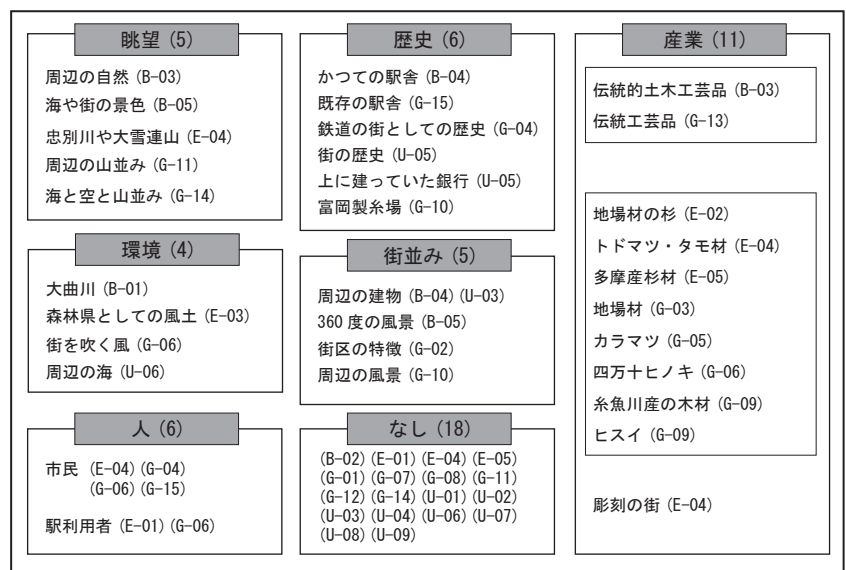 眺望 (5)
周辺の自然 (B-03)
海や街の景色 (B-05)
忠別川や大雪連山 (E-04)
周辺の山並み (G-11)
海と空と山並み (G-14)
環境 (4)
大曲川 (B-01)
森林県としての風土 (E-03)
街を吹く風 (G-06)
周辺の海 (U-06)
人 (6)
市民 (E-04) (G-04)
(G-06) (G-15)
駅利用者 (E-01) (G-06)
歴史 (6)
かつての駅舎 (B-04)
既存の駅舎 (G-15)
鉄道の街としての歴史 (G-04)
街の歴史 (U-05)
上に建っていた銀行 (U-05)
富岡製糸場 (G-10)
街並み (5)
周辺の建物 (B-04) (U-03)
360 度の風景 (B-05)
街区の特徴 (G-02)
周辺の風景 (G-10)
なし (18)
(B-02) (E-01) (E-04) (E-05)
(G-01) (G-07) (G-08) (G-11)
(G-12) (G-14) (U-01) (U-02)
(U-03) (U-04) (U-06) (U-07)
(U-08) (U-09)
産業 (11)
伝統的土木工芸品 (B-03)
伝統工芸品 (G-13)
地場材の杉 (E-02)
トドマツ・タモ材 (E-04)
多摩産杉材 (E-05)
地場材 (G-03)
カラマツ (G-05)
四万十ヒノキ (G-06)
糸魚川産の木材 (G-09)
ヒスイ (G-09)
彫刻の街 (E-04)